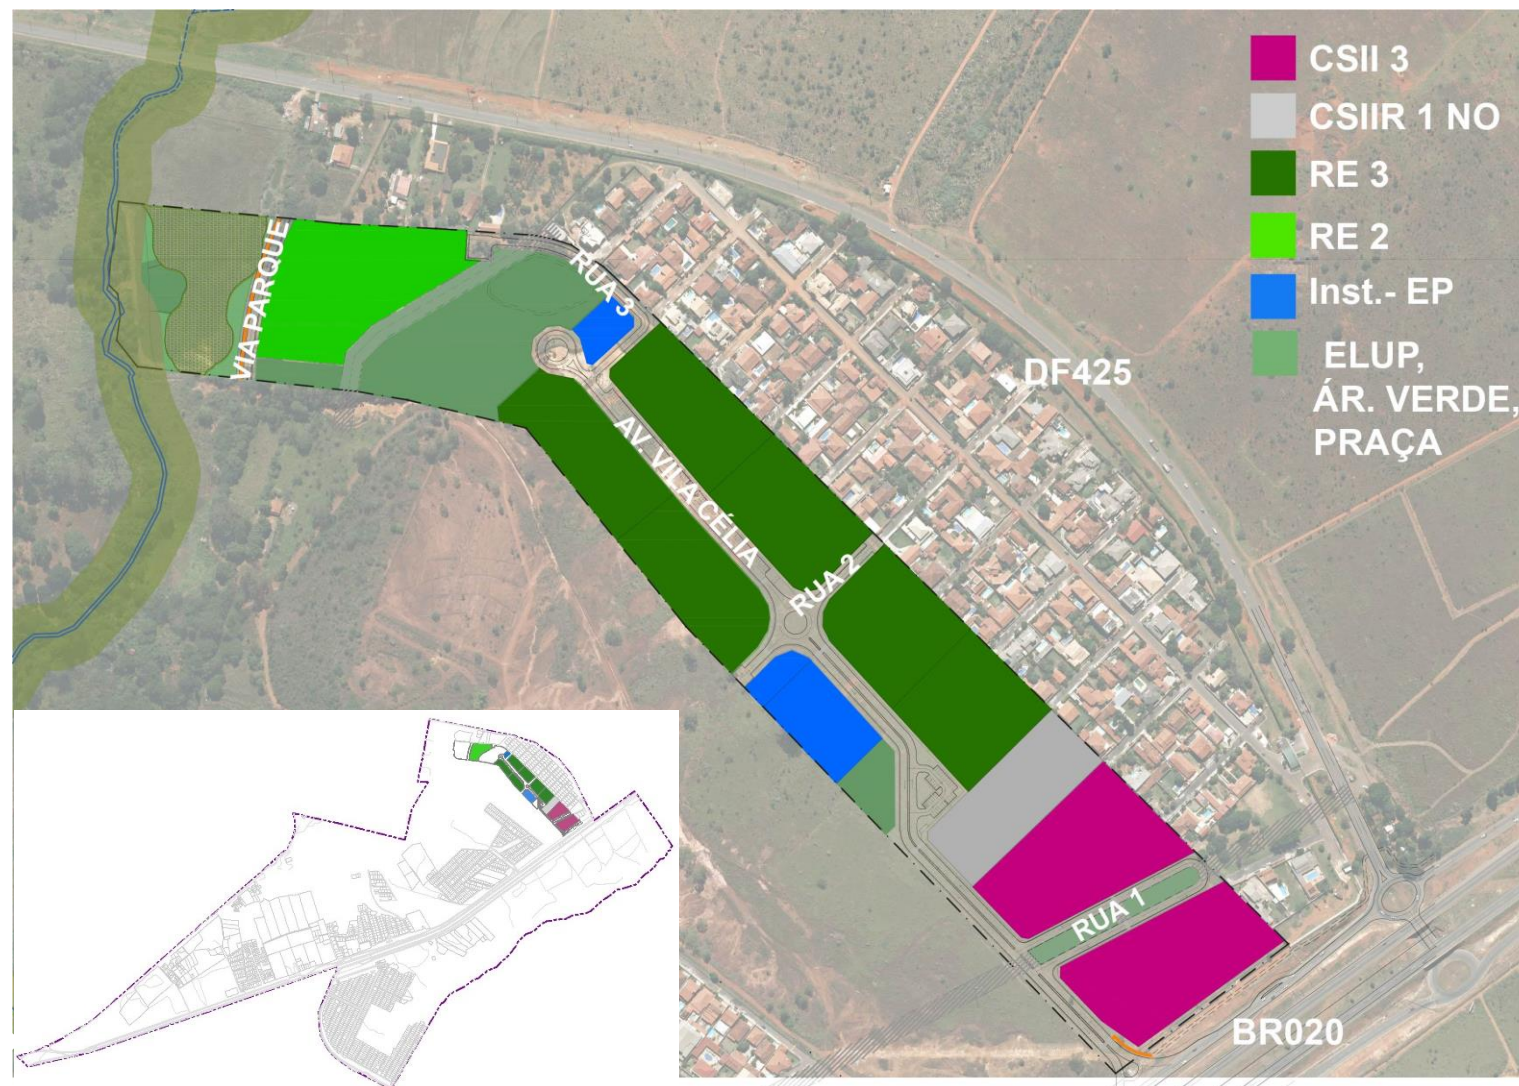 CSII 3
CSIIR 1 NO
RE 3
RE 2
Inst.- EP
ELUP,
ÁR. VERDE,
PRAÇA
VIA PARQUE
RUA 3
DF425
AV. VILA CÉLIA
RUA 2
RUA 1
BR020